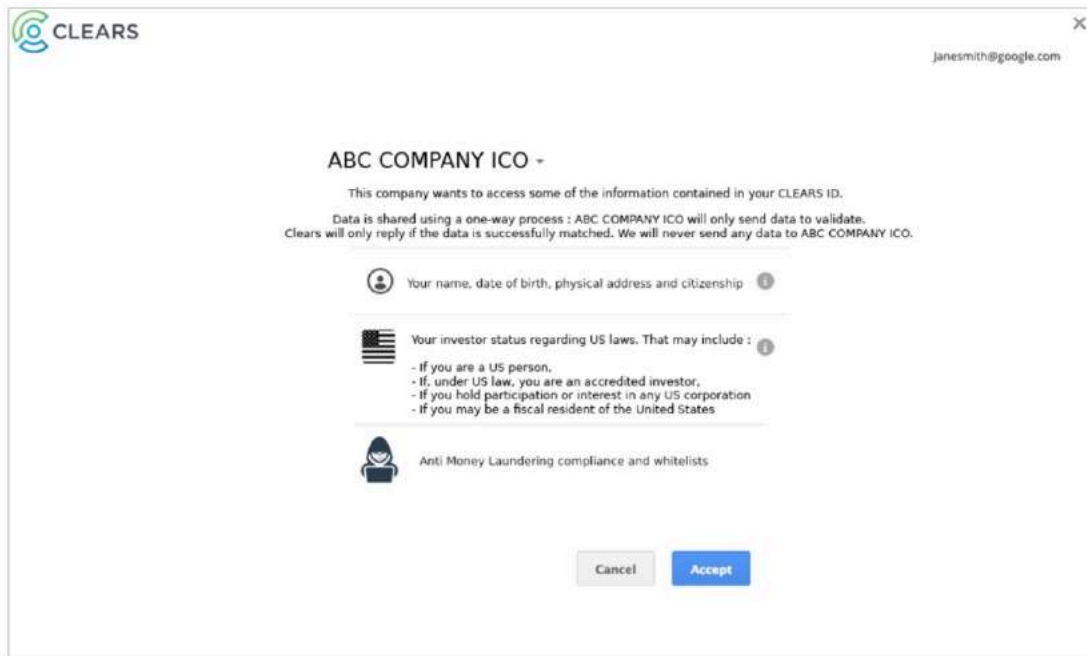 CLEARS
Janesmith@google.com
ABC COMPANY ICO
This company wants to access some of the information contained in your CLEARS ID.
Data is shared using a one-way process : ABC COMPANY ICO will only send data to validate.
Clears will only reply if the data is successfully matched. We will never send any data to ABC COMPANY ICO.
Your name, date of birth, physical address and citizenship
Your investor status regarding US laws. That may include :
- If you are a US person,
- If, under US law, you are an accredited investor,
- If you hold participation or interest in any US corporation
- If you may be a fiscal resident of the United States
Anti Money Laundering compliance and whitelists
Cancel Accept